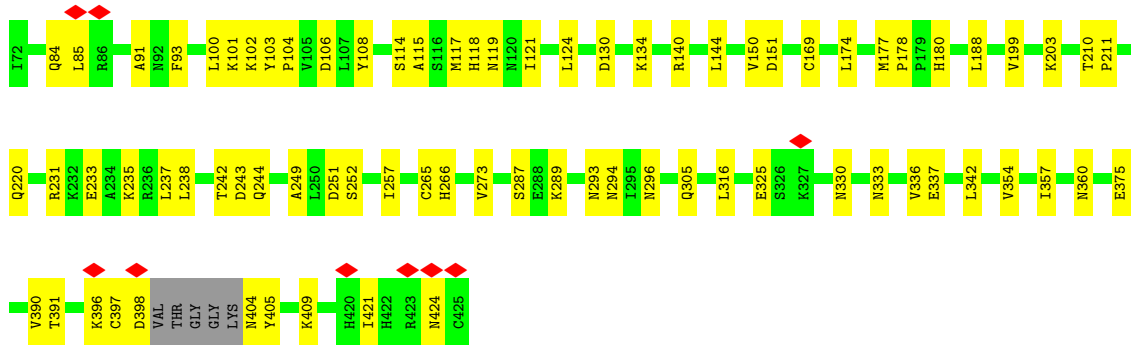 I72 Q84 L85 R86 A91 N92 F93 L100 K101 K102 Y103 P104 V105 D106 L107 Y108 S114 A115 S116 M117 H118 N119 N120 I121 L124 D130 K134 R140 L144 V150 D151 C169 L174 M177 P178 P179 H180 L188 V199 K203 T210 P211
Q220 R231 K232 E233 A234 K235 R236 L237 L238 T242 D243 Q244 A249 L250 D251 S252 I257 C265 H266 V273 S287 E288 K289 N293 N294 I295 N296 Q305 L316 E325 S326 K327 N330 N333 V336 E337 L342 V354 I357 N360 E375
V390 T391 K396 C397 D398 VAL THR GLY GLY LYS N404 Y405 K409 H420 I421 H422 R423 N424 C425